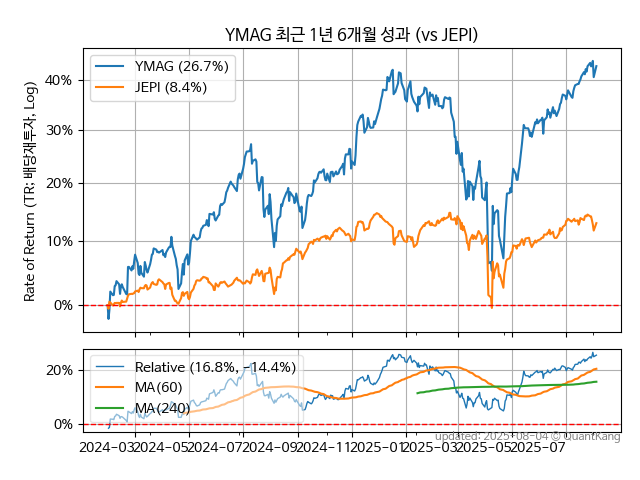 YMAG 최근 1년 6개월 성과 (vs JEPI)
Rate of Return (TR; 배당재투자, Log)
YMAG (26.7%)
JEPI (8.4%)
40%
30%
20%
10%
0%
Relative (16.8%, −14.4%)
MA(60)
MA(240)
20%
0%
2024-03
2024-05
2024-07
2024-09
2024-11
2025-01
2025-03
2025-05
2025-07
updated: 2025-08-04 © QuantKang